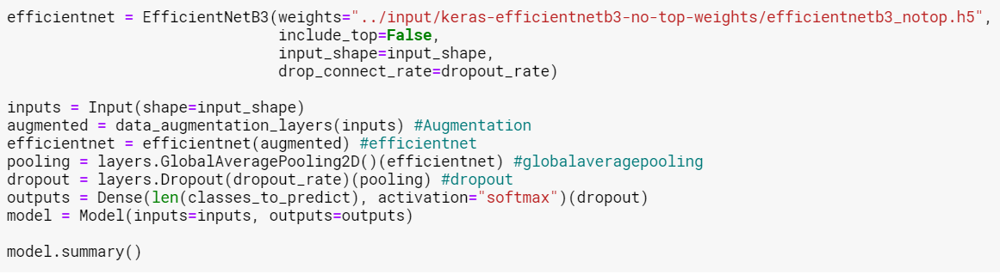 efficientnet = EfficientNetB3(weights="../input/keras-efficientnetb3-no-top-weights/efficientnetb3_notop.h5",
                              include_top=False,
                              input_shape=input_shape,
                              drop_connect_rate=dropout_rate)

inputs = Input(shape=input_shape)
augmented = data_augmentation_layers(inputs) #Augmentation
efficientnet = efficientnet(augmented) #efficientnet
pooling = layers.GlobalAveragePooling2D()(efficientnet) #globalaveragepooling
dropout = layers.Dropout(dropout_rate)(pooling) #dropout
outputs = Dense(len(classes_to_predict), activation="softmax")(dropout)
model = Model(inputs=inputs, outputs=outputs)

model.summary()